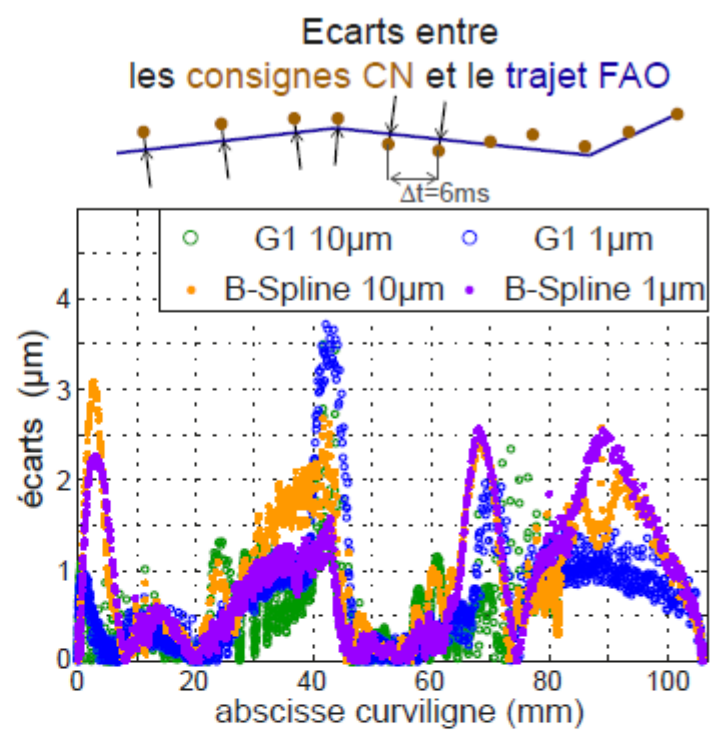 Ecarts entre
les consignes CN et le trajet FAO
Δt=6ms
G1 10µm G1 1µm
B-Spline 10µm B-Spline 1µm
écarts (µm)
4
3
2
1
0
0 20 40 60 80 100
abscisse curviligne (mm)